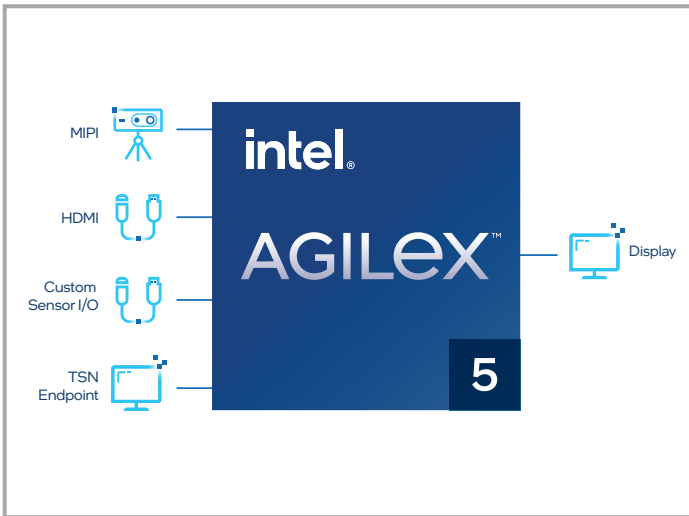 MIPI
HDMI
Custom
Sensor I/O
TSN
Endpoint
intel®
AGILEX™
5
Display